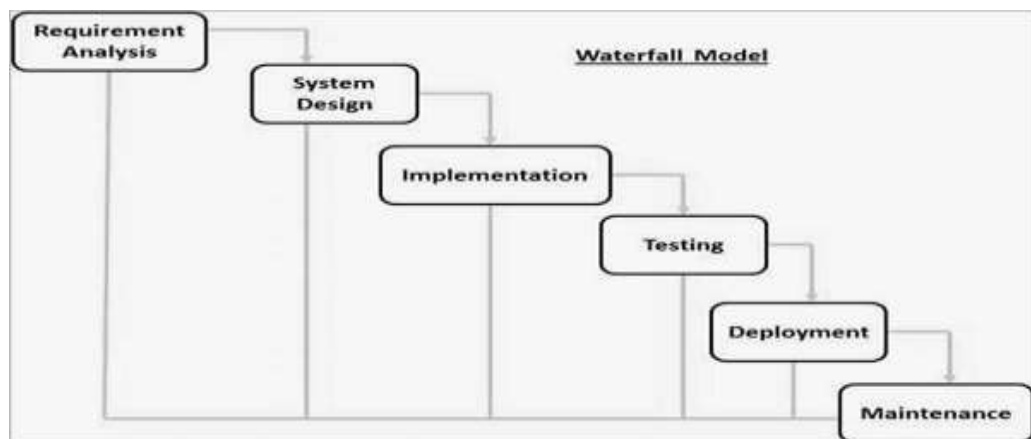 Requirement
Analysis
Waterfall Model
System
Design
Implementation
Testing
Deployment
Maintenance